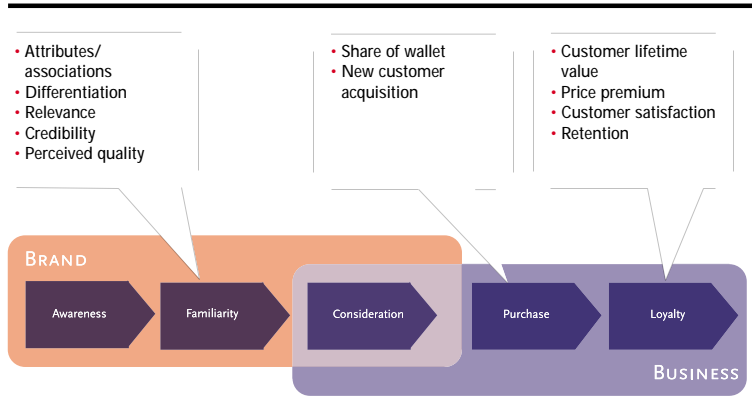 • Attributes/
associations
• Differentiation
• Relevance
• Credibility
• Perceived quality
• Share of wallet
• New customer
acquisition
• Customer lifetime
value
• Price premium
• Customer satisfaction
• Retention
BRAND
Awareness
Familiarity
Consideration
Purchase
Loyalty
BUSINESS